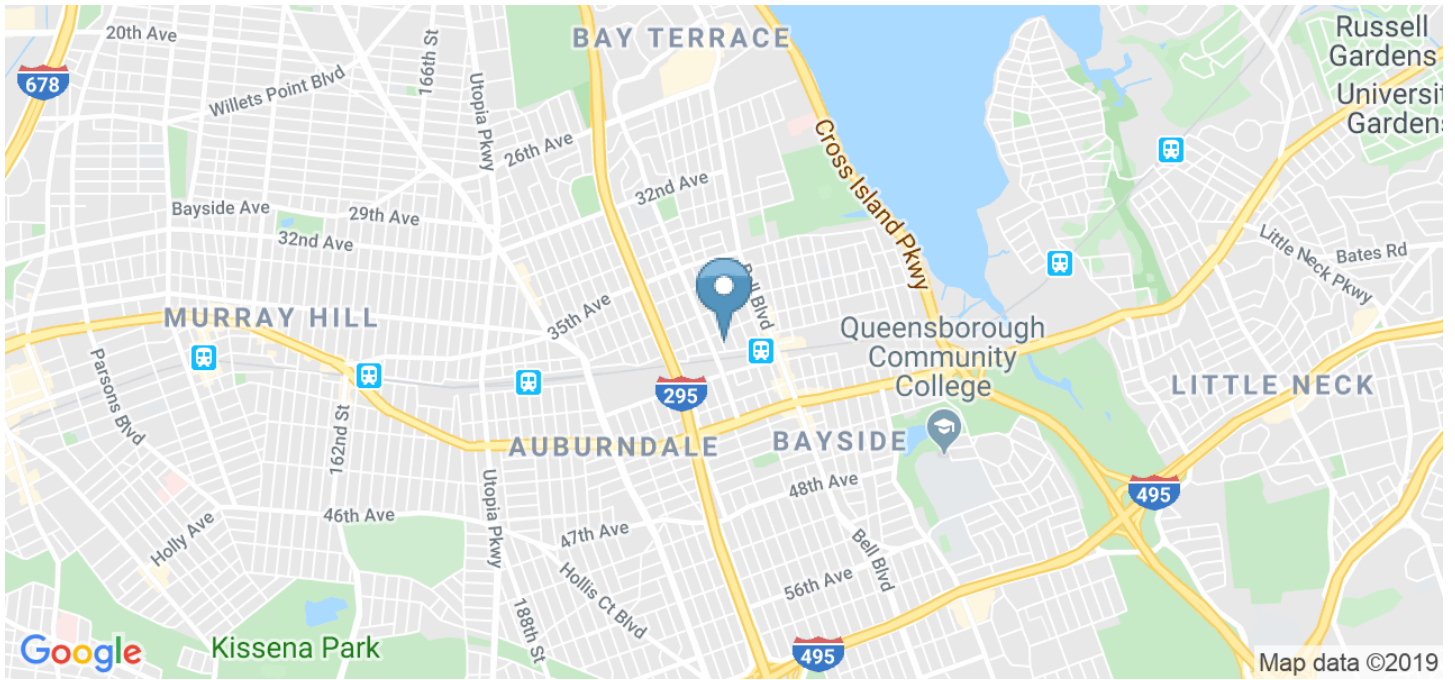 20th Ave
166th St
BAY TERRACE
Russell
Gardens
678
Willets Point Blvd
Utopia Pkwy
Universit
Gardens
26th Ave
Cross Island Pkwy
32nd Ave
Bayside Ave
29th Ave
32nd Ave
Little Neck Pkwy
Bates Rd
Bell Blvd
35th Ave
MURRAY HILL
Queensborough
Community
College
Parsons Blvd
295
LITTLE NECK
162nd St
AUBURNDALE
BAYSIDE
48th Ave
495
Utopia Pkwy
46th Ave
Holly Ave
47th Ave
Bell Blvd
Hollis Ct Blvd
56th Ave
188th St
Kissena Park
Google
495
Map data ©2019